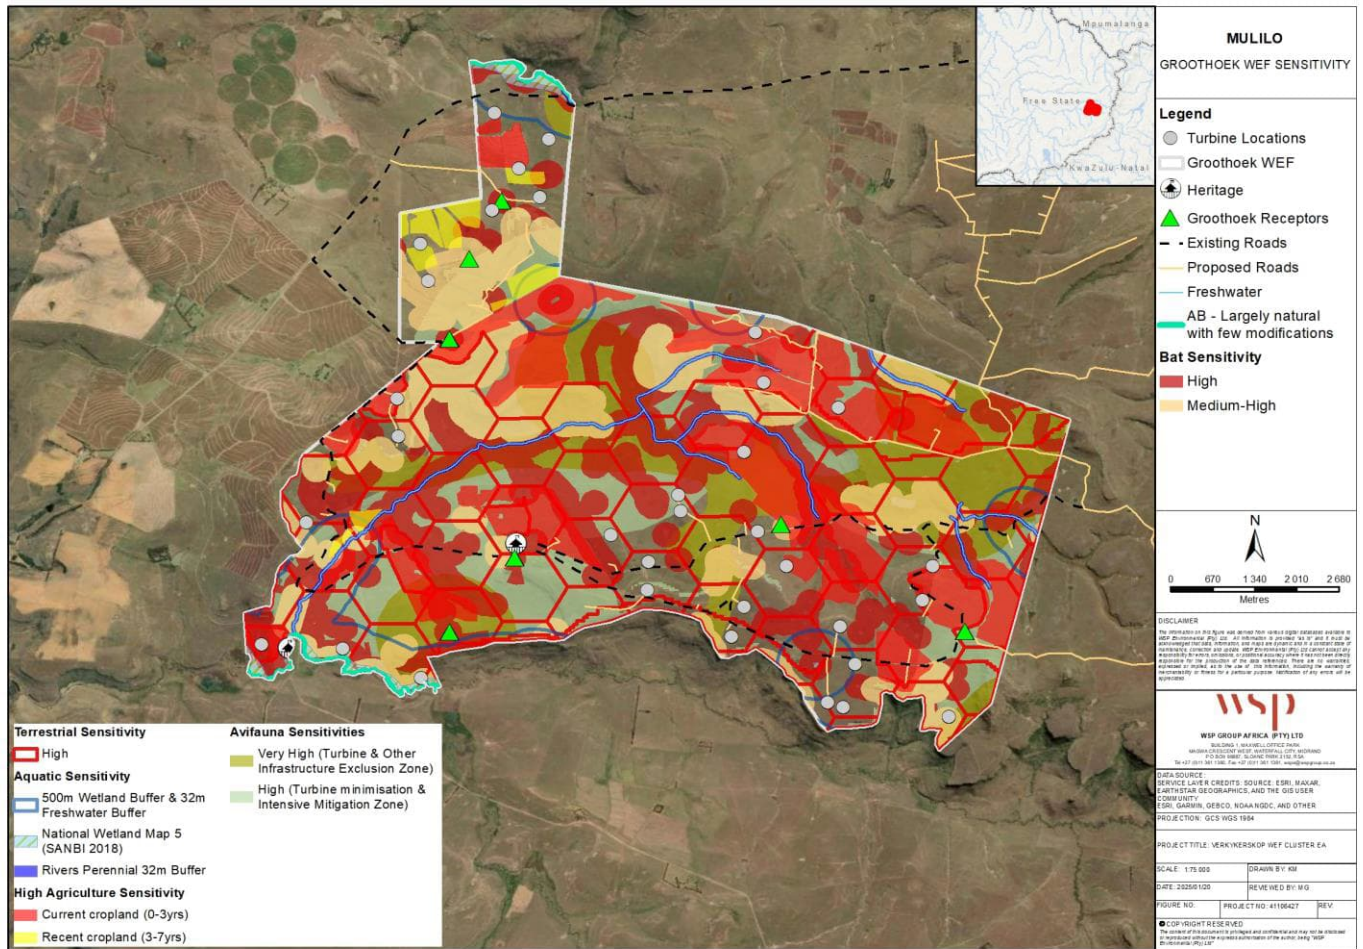 Mpumalanga
Free State
KwaZulu-Natal
MULILO
GROOTHOEK WEF SENSITIVITY
Legend
Turbine Locations
Groothoek WEF
Heritage
Groothoek Receptors
Existing Roads
Proposed Roads
Freshwater
AB - Largely natural
with few modifications
Bat Sensitivity
High
Medium-High
N
0 670 1 340 2 010 2 680
Metres
DISCLAIMER
wsp
WSP GROUP AFRICA (PTY) LTD
DATA SOURCE:
SERVICE LAYER CREDITS: SOURCE: ESRI, MAXAR,
EARTHSTAR GEOGRAPHICS, AND THE GIS USER
COMMUNITY
ESRI, GARMIN, GEBCO, NOAA NGDC, AND OTHER
PROJECTION: GCS WGS 1984
PROJECT TITLE: VERKYKERSKOP WEF CLUSTER EA
SCALE: 1:75 000
DRAWN BY: KM
DATE: 2025/01/20
REVIEWED BY: MG
FIGURE NO:
PROJECT NO: 41106427
REV:
COPYRIGHT RESERVED
Terrestrial Sensitivity
High
Aquatic Sensitivity
500m Wetland Buffer & 32m
Freshwater Buffer
National Wetland Map 5
(SANBI 2018)
Rivers Perennial 32m Buffer
High Agriculture Sensitivity
Current cropland (0-3yrs)
Recent cropland (3-7yrs)
Avifauna Sensitivities
Very High (Turbine & Other
Infrastructure Exclusion Zone)
High (Turbine minimisation &
Intensive Mitigation Zone)